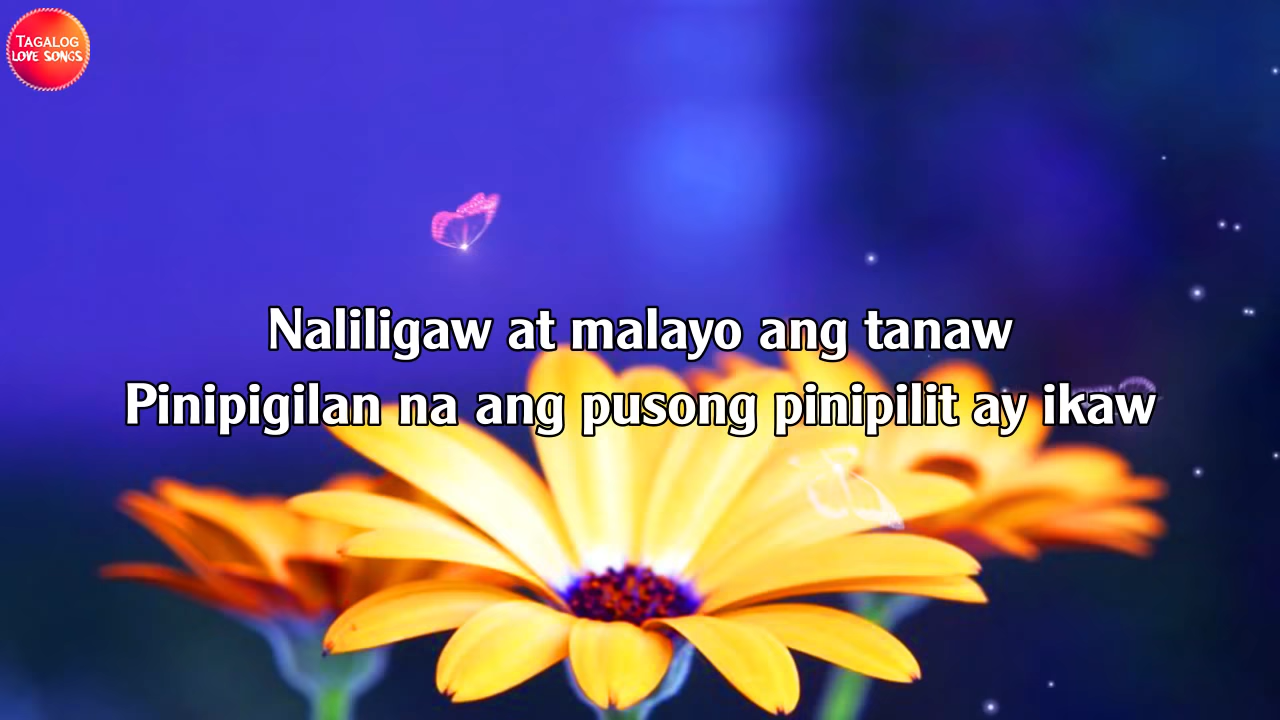 TAGALOG
LOVE SONGS
Naliligaw at malayo ang tanaw
Pinipigilan na ang pusong pinipilit ay ikaw